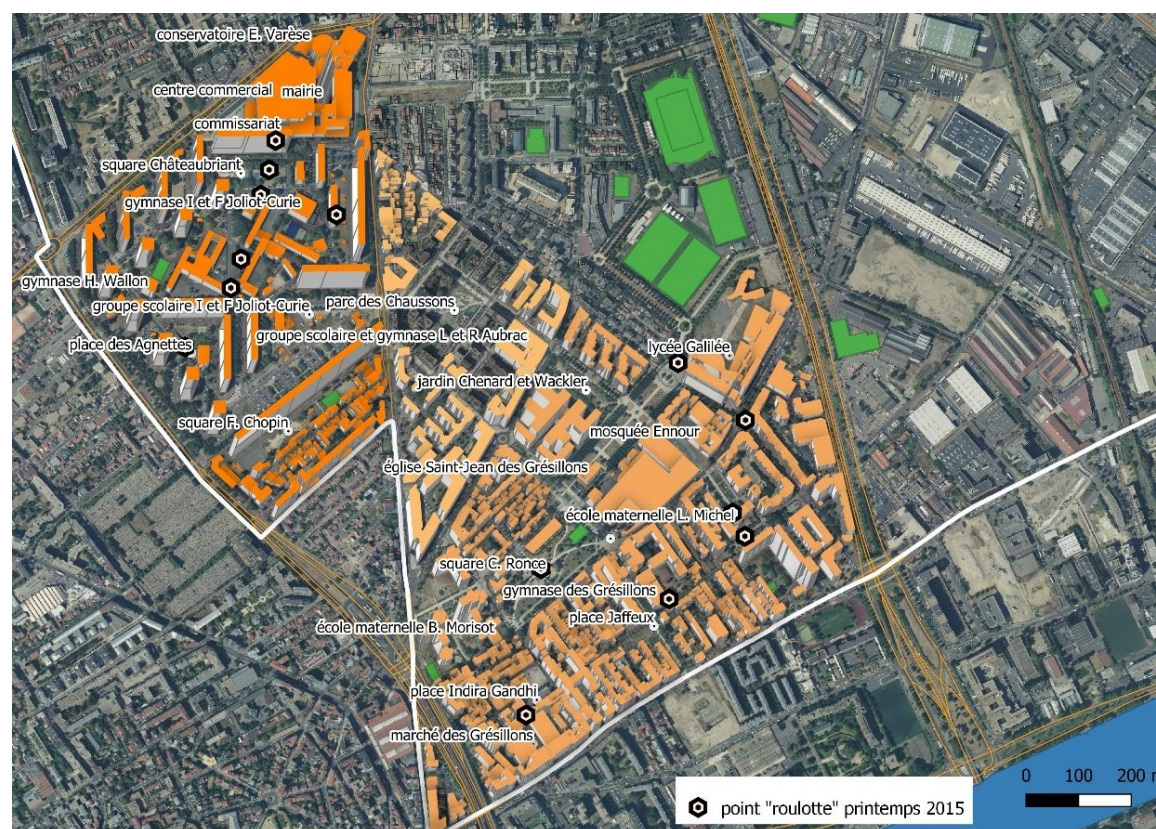 conservatoire E. Varèse
centre commercial mairie
commissariat
square Châteaubriant
gymnase I et F Joliot-Curie
gymnase H. Wallon
groupe scolaire I et F Joliot-Curie
parc des Chaussons
place des Agnettes
groupe scolaire et gymnase L et R Aubrac
lycée Galilée
jardin Chenard et Wackler
square F. Chopin
mosquée Ennour
église Saint-Jean des Grésillons
école maternelle L. Michel
square C. Ronce
gymnase des Grésillons
place Jaffeux
école maternelle B. Morisot
place Indira Gandhi
marché des Grésillons
0 100 200 m
point "roulotte" printemps 2015